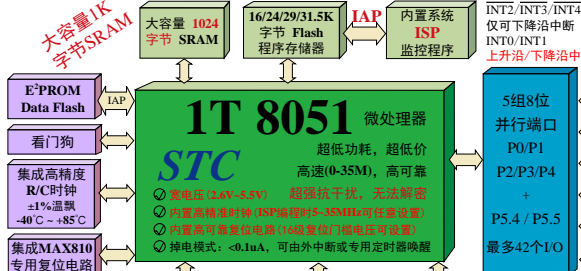 大容量1K
字节SRAM
大容量 1024
字节 SRAM
16/24/29/31.5K
字节 Flash
程序存储器
IAP
内置系统
ISP
监控程序
INT2/INT3/INT4
仅可下降沿中断
INT0/INT1
上升沿/下降沿中
E²PROM
Data Flash
IAP
看门狗
集成高精度
R/C时钟
±1%温飘
-40℃ ~ +85℃
集成MAX810
专用复位电路
1T 8051 微处理器
STC
超低功耗，超低价
高速(0-35M)，高可靠
宽电压(2.6V~5.5V) 超强抗干扰，无法解密
内置高精准时钟(ISP编程时5~35MHz可任意设置)
内置高可靠复位电路(16级复位门槛电压可设置)
掉电模式：<0.1uA，可由外中断或专用定时器唤醒
5组8位
并行端口
P0/P1
P2/P3/P4
+
P5.4 / P5.5
最多42个I/O